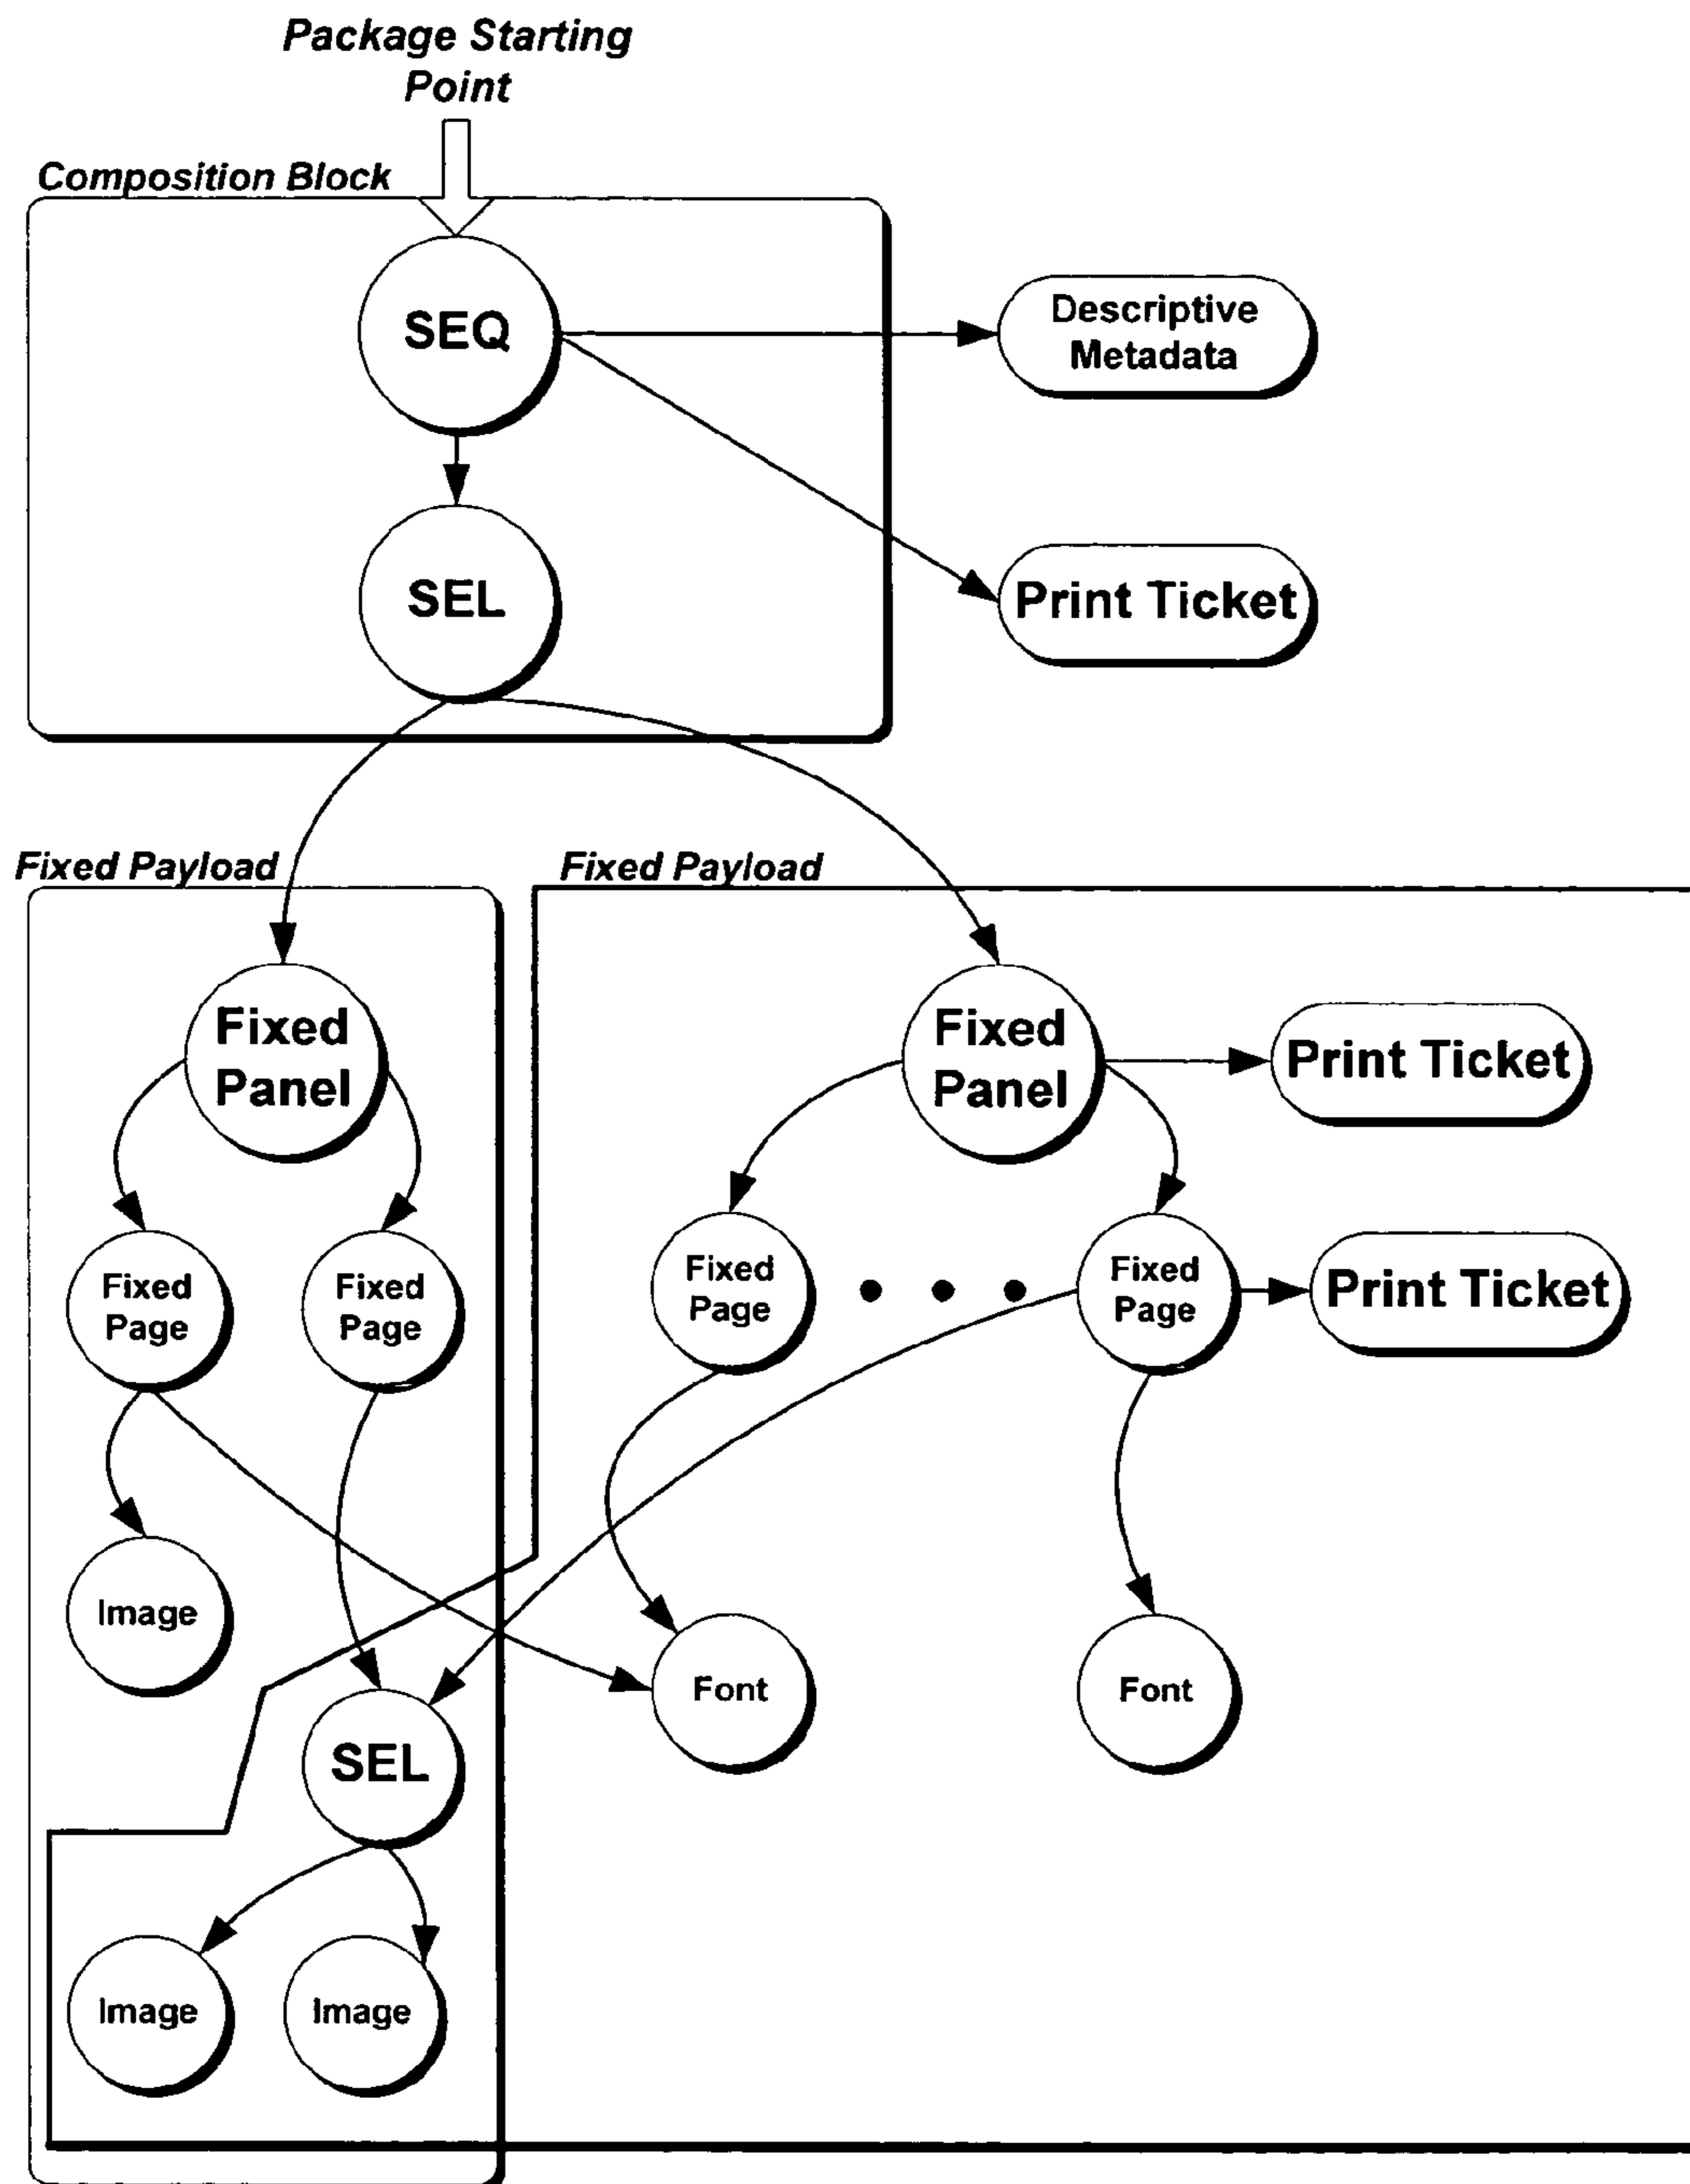 Package Starting
Point
Composition Block
SEQ
Descriptive
Metadata
SEL
Print Ticket
Fixed Payload
Fixed Payload
Fixed
Panel
Fixed
Panel
Print Ticket
Fixed
Page
Fixed
Page
Fixed
Page
Fixed
Page
Print Ticket
Image
Font
Font
SEL
Image
Image